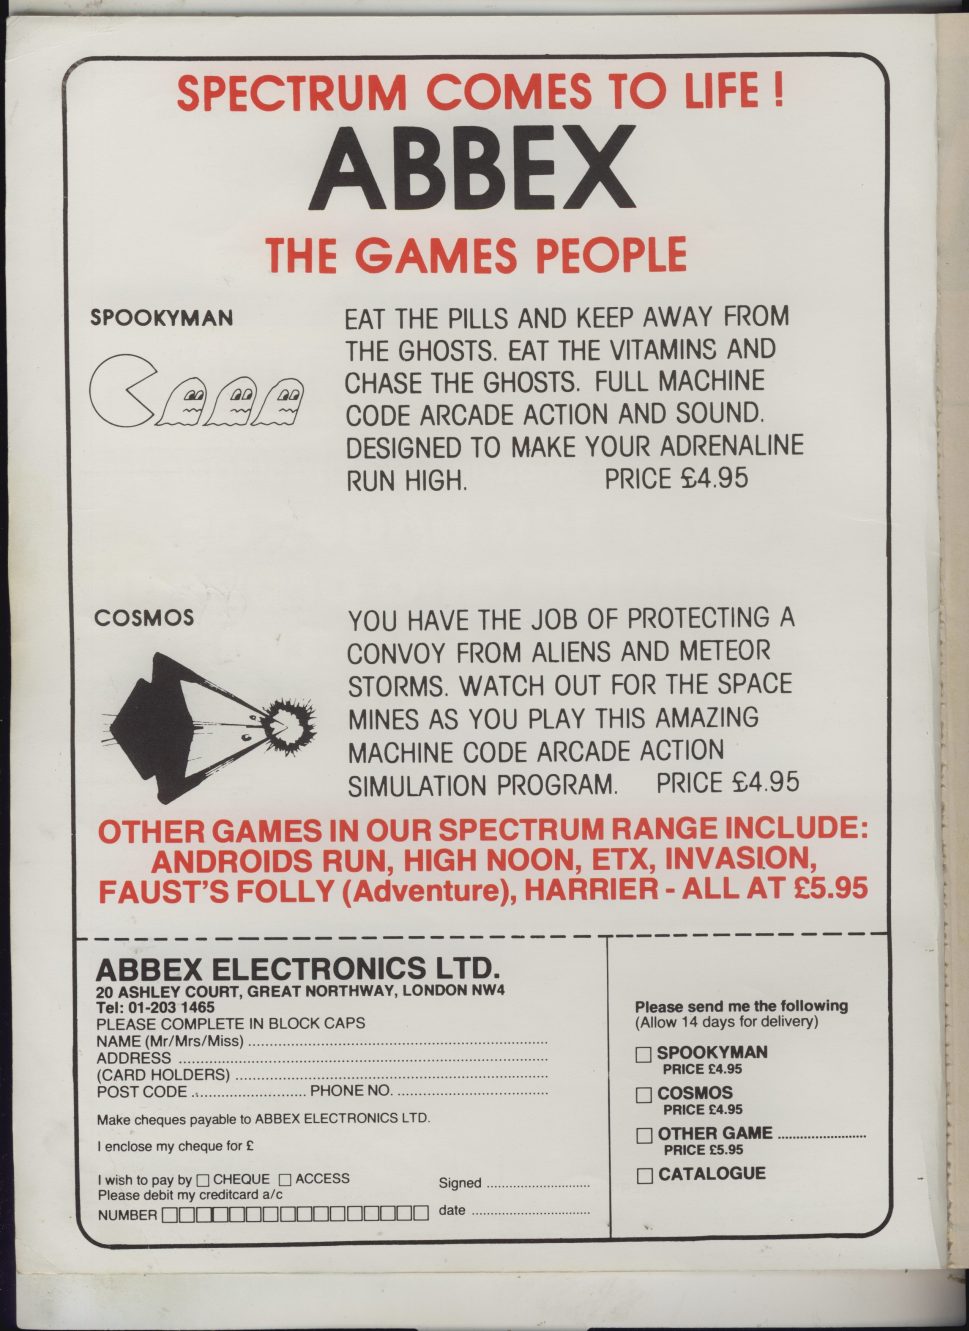 SPECTRUM COMES TO LIFE !
ABBEX
THE GAMES PEOPLE
SPOOKYMAN
EAT THE PILLS AND KEEP AWAY FROM
THE GHOSTS. EAT THE VITAMINS AND
CHASE THE GHOSTS. FULL MACHINE
CODE ARCADE ACTION AND SOUND.
DESIGNED TO MAKE YOUR ADRENALINE
RUN HIGH. PRICE £4.95
COSMOS
YOU HAVE THE JOB OF PROTECTING A
CONVOY FROM ALIENS AND METEOR
STORMS. WATCH OUT FOR THE SPACE
MINES AS YOU PLAY THIS AMAZING
MACHINE CODE ARCADE ACTION
SIMULATION PROGRAM. PRICE £4.95
OTHER GAMES IN OUR SPECTRUM RANGE INCLUDE:
ANDROIDS RUN, HIGH NOON, ETX, INVASION,
FAUST'S FOLLY (Adventure), HARRIER - ALL AT £5.95
ABBEX ELECTRONICS LTD.
20 ASHLEY COURT, GREAT NORTHWAY, LONDON NW4
Tel: 01-203 1465
PLEASE COMPLETE IN BLOCK CAPS
NAME (Mr/Mrs/Miss)
ADDRESS
(CARD HOLDERS)
POST CODE PHONE NO.
Make cheques payable to ABBEX ELECTRONICS LTD.
I enclose my cheque for £
I wish to pay by CHEQUE ACCESS
Please debit my creditcard a/c
NUMBER
Signed
date
Please send me the following
(Allow 14 days for delivery)
SPOOKYMAN
PRICE £4.95
COSMOS
PRICE £4.95
OTHER GAME
PRICE £5.95
CATALOGUE